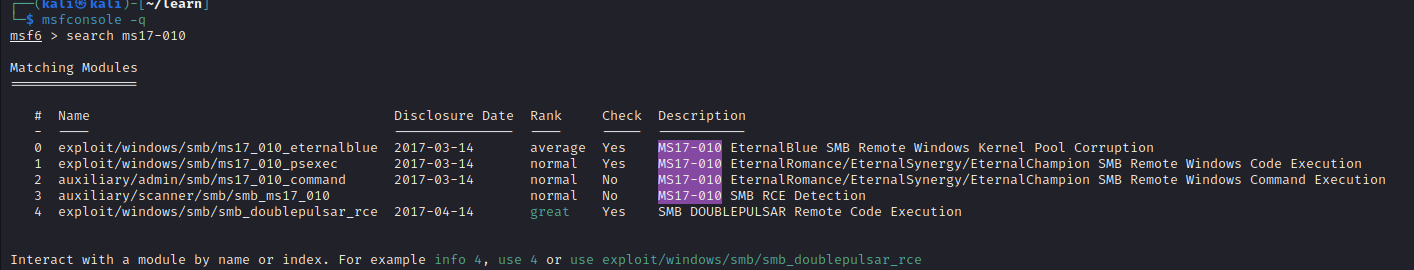 ┌──(kali㉿kali)-[~/learn]
└─$ msfconsole -q
msf6 > search ms17-010
Matching Modules
================
# Name Disclosure Date Rank Check Description
- ---- --------------- ---- ----- -----------
0 exploit/windows/smb/ms17_010_eternalblue 2017-03-14 average Yes MS17-010 EternalBlue SMB Remote Windows Kernel Pool Corruption
1 exploit/windows/smb/ms17_010_psexec 2017-03-14 normal Yes MS17-010 EternalRomance/EternalSynergy/EternalChampion SMB Remote Windows Code Execution
2 auxiliary/admin/smb/ms17_010_command 2017-03-14 normal No MS17-010 EternalRomance/EternalSynergy/EternalChampion SMB Remote Windows Command Execution
3 auxiliary/scanner/smb/smb_ms17_010 normal No MS17-010 SMB RCE Detection
4 exploit/windows/smb/smb_doublepulsar_rce 2017-04-14 great Yes SMB DOUBLEPULSAR Remote Code Execution
Interact with a module by name or index. For example info 4, use 4 or use exploit/windows/smb/smb_doublepulsar_rce